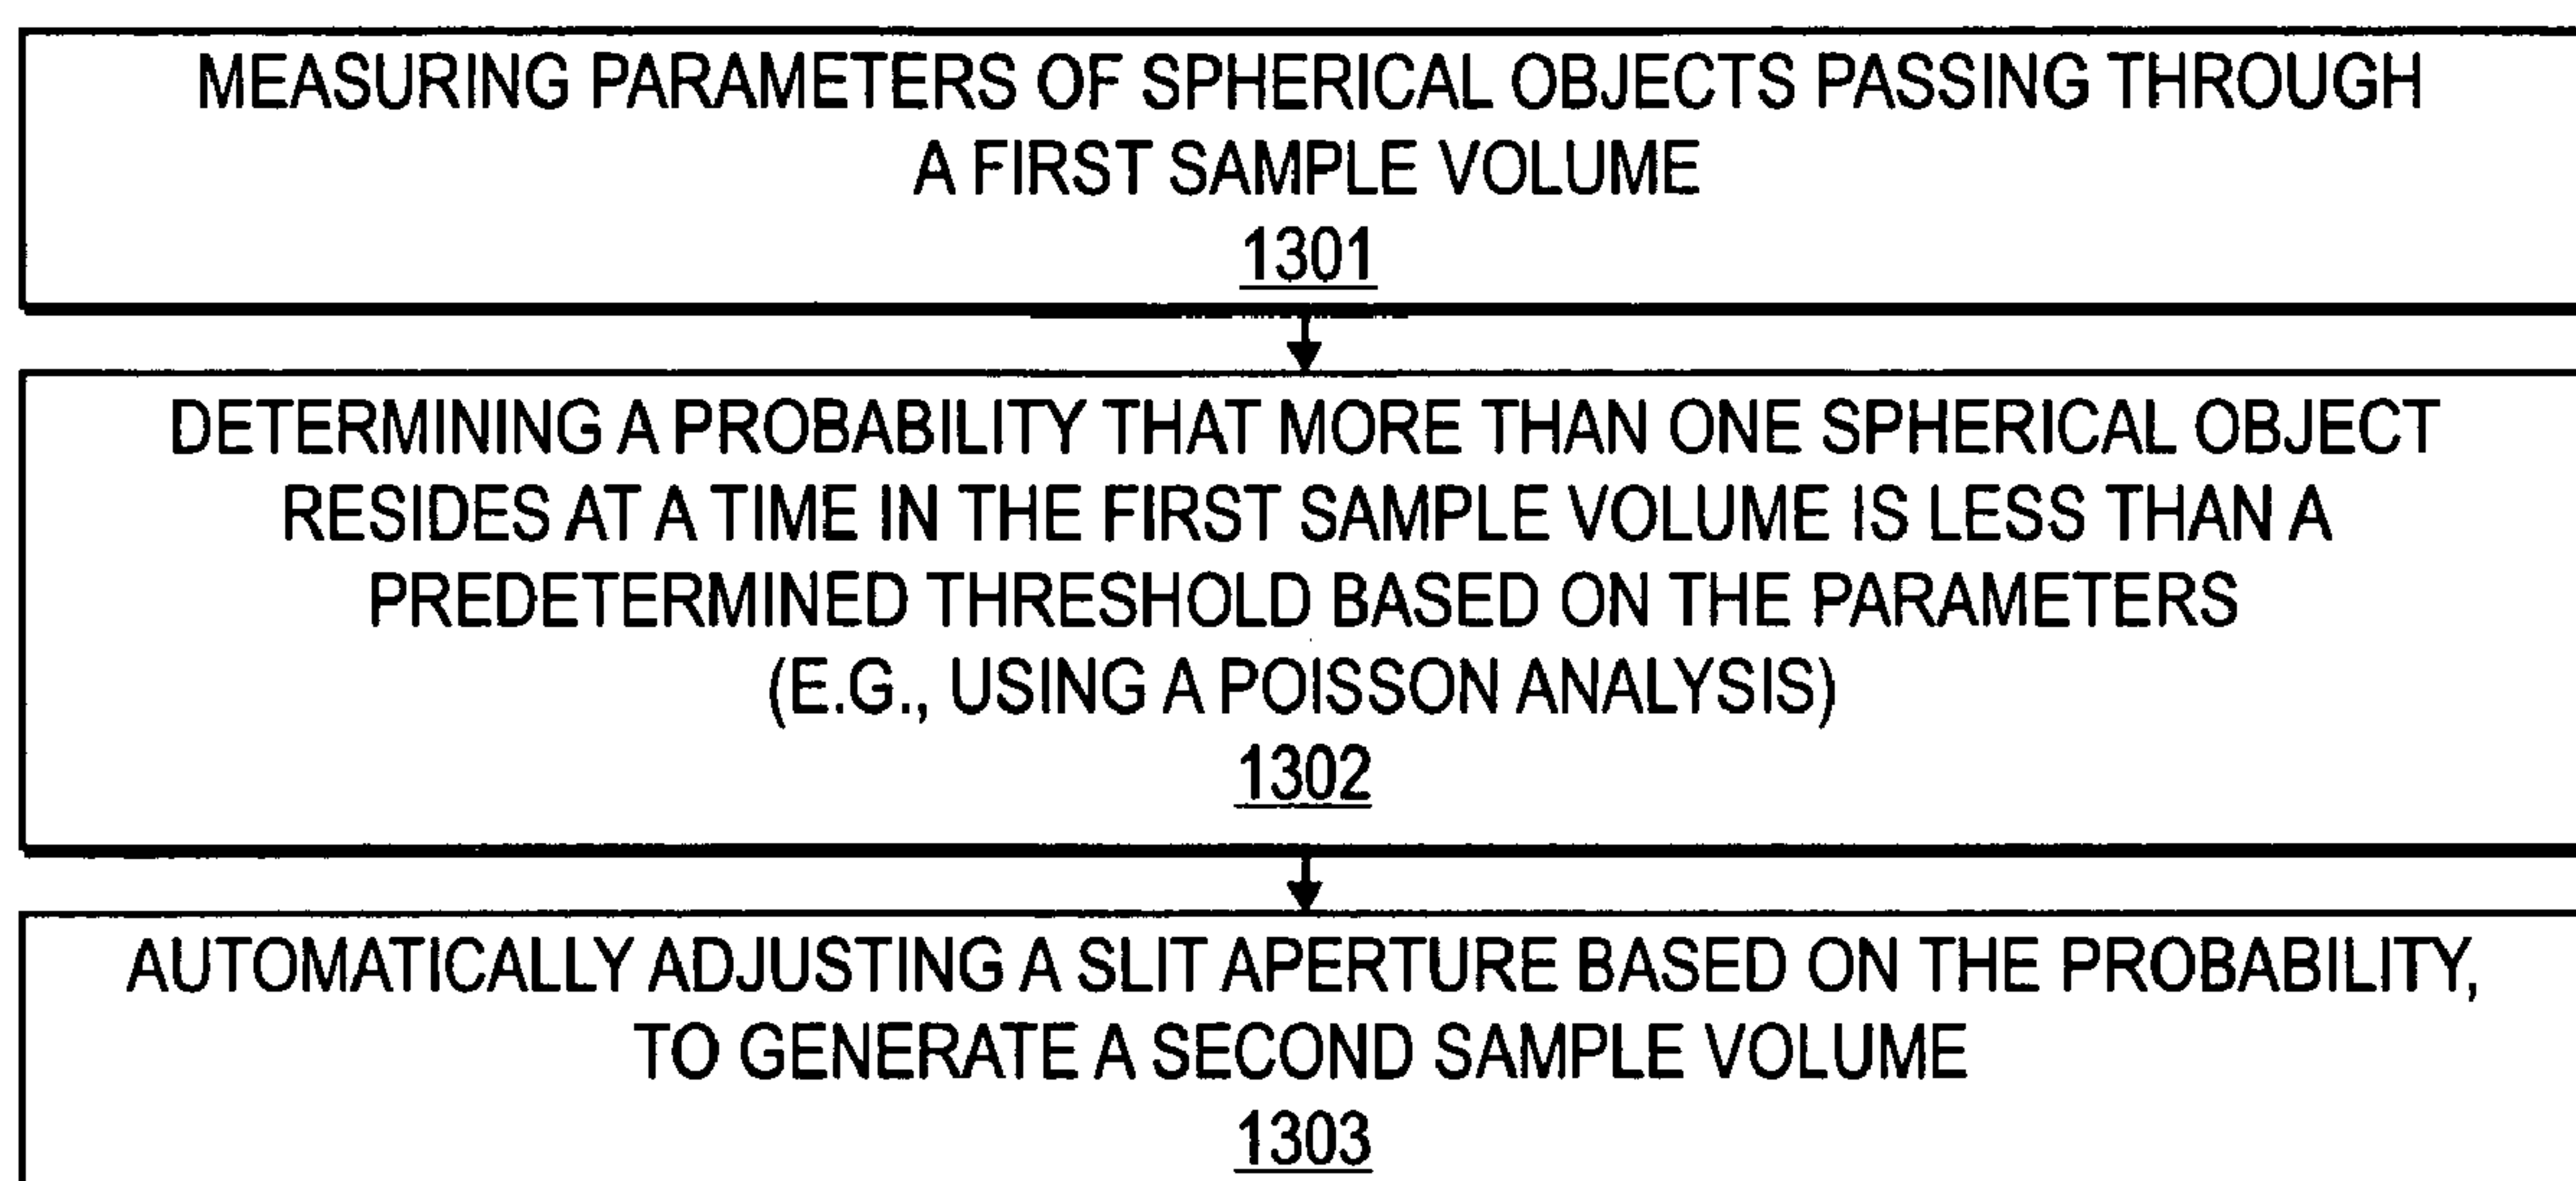 MEASURING PARAMETERS OF SPHERICAL OBJECTS PASSING THROUGH
A FIRST SAMPLE VOLUME
1301
DETERMINING A PROBABILITY THAT MORE THAN ONE SPHERICAL OBJECT
RESIDES AT A TIME IN THE FIRST SAMPLE VOLUME IS LESS THAN A
PREDETERMINED THRESHOLD BASED ON THE PARAMETERS
(E.G., USING A POISSON ANALYSIS)
1302
AUTOMATICALLY ADJUSTING A SLIT APERTURE BASED ON THE PROBABILITY,
TO GENERATE A SECOND SAMPLE VOLUME
1303